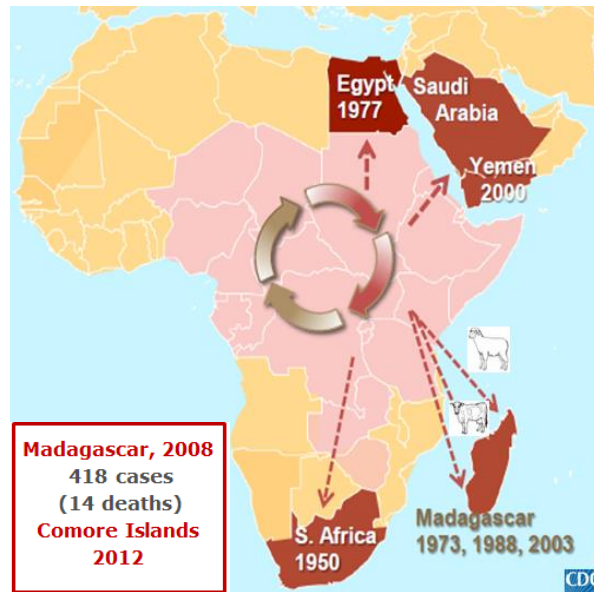 Egypt
1977
Saudi
Arabia
Yemen
2000
Madagascar, 2008
418 cases
(14 deaths)
Comore Islands
2012
S. Africa
1950
Madagascar
1973, 1988, 2003
CDC